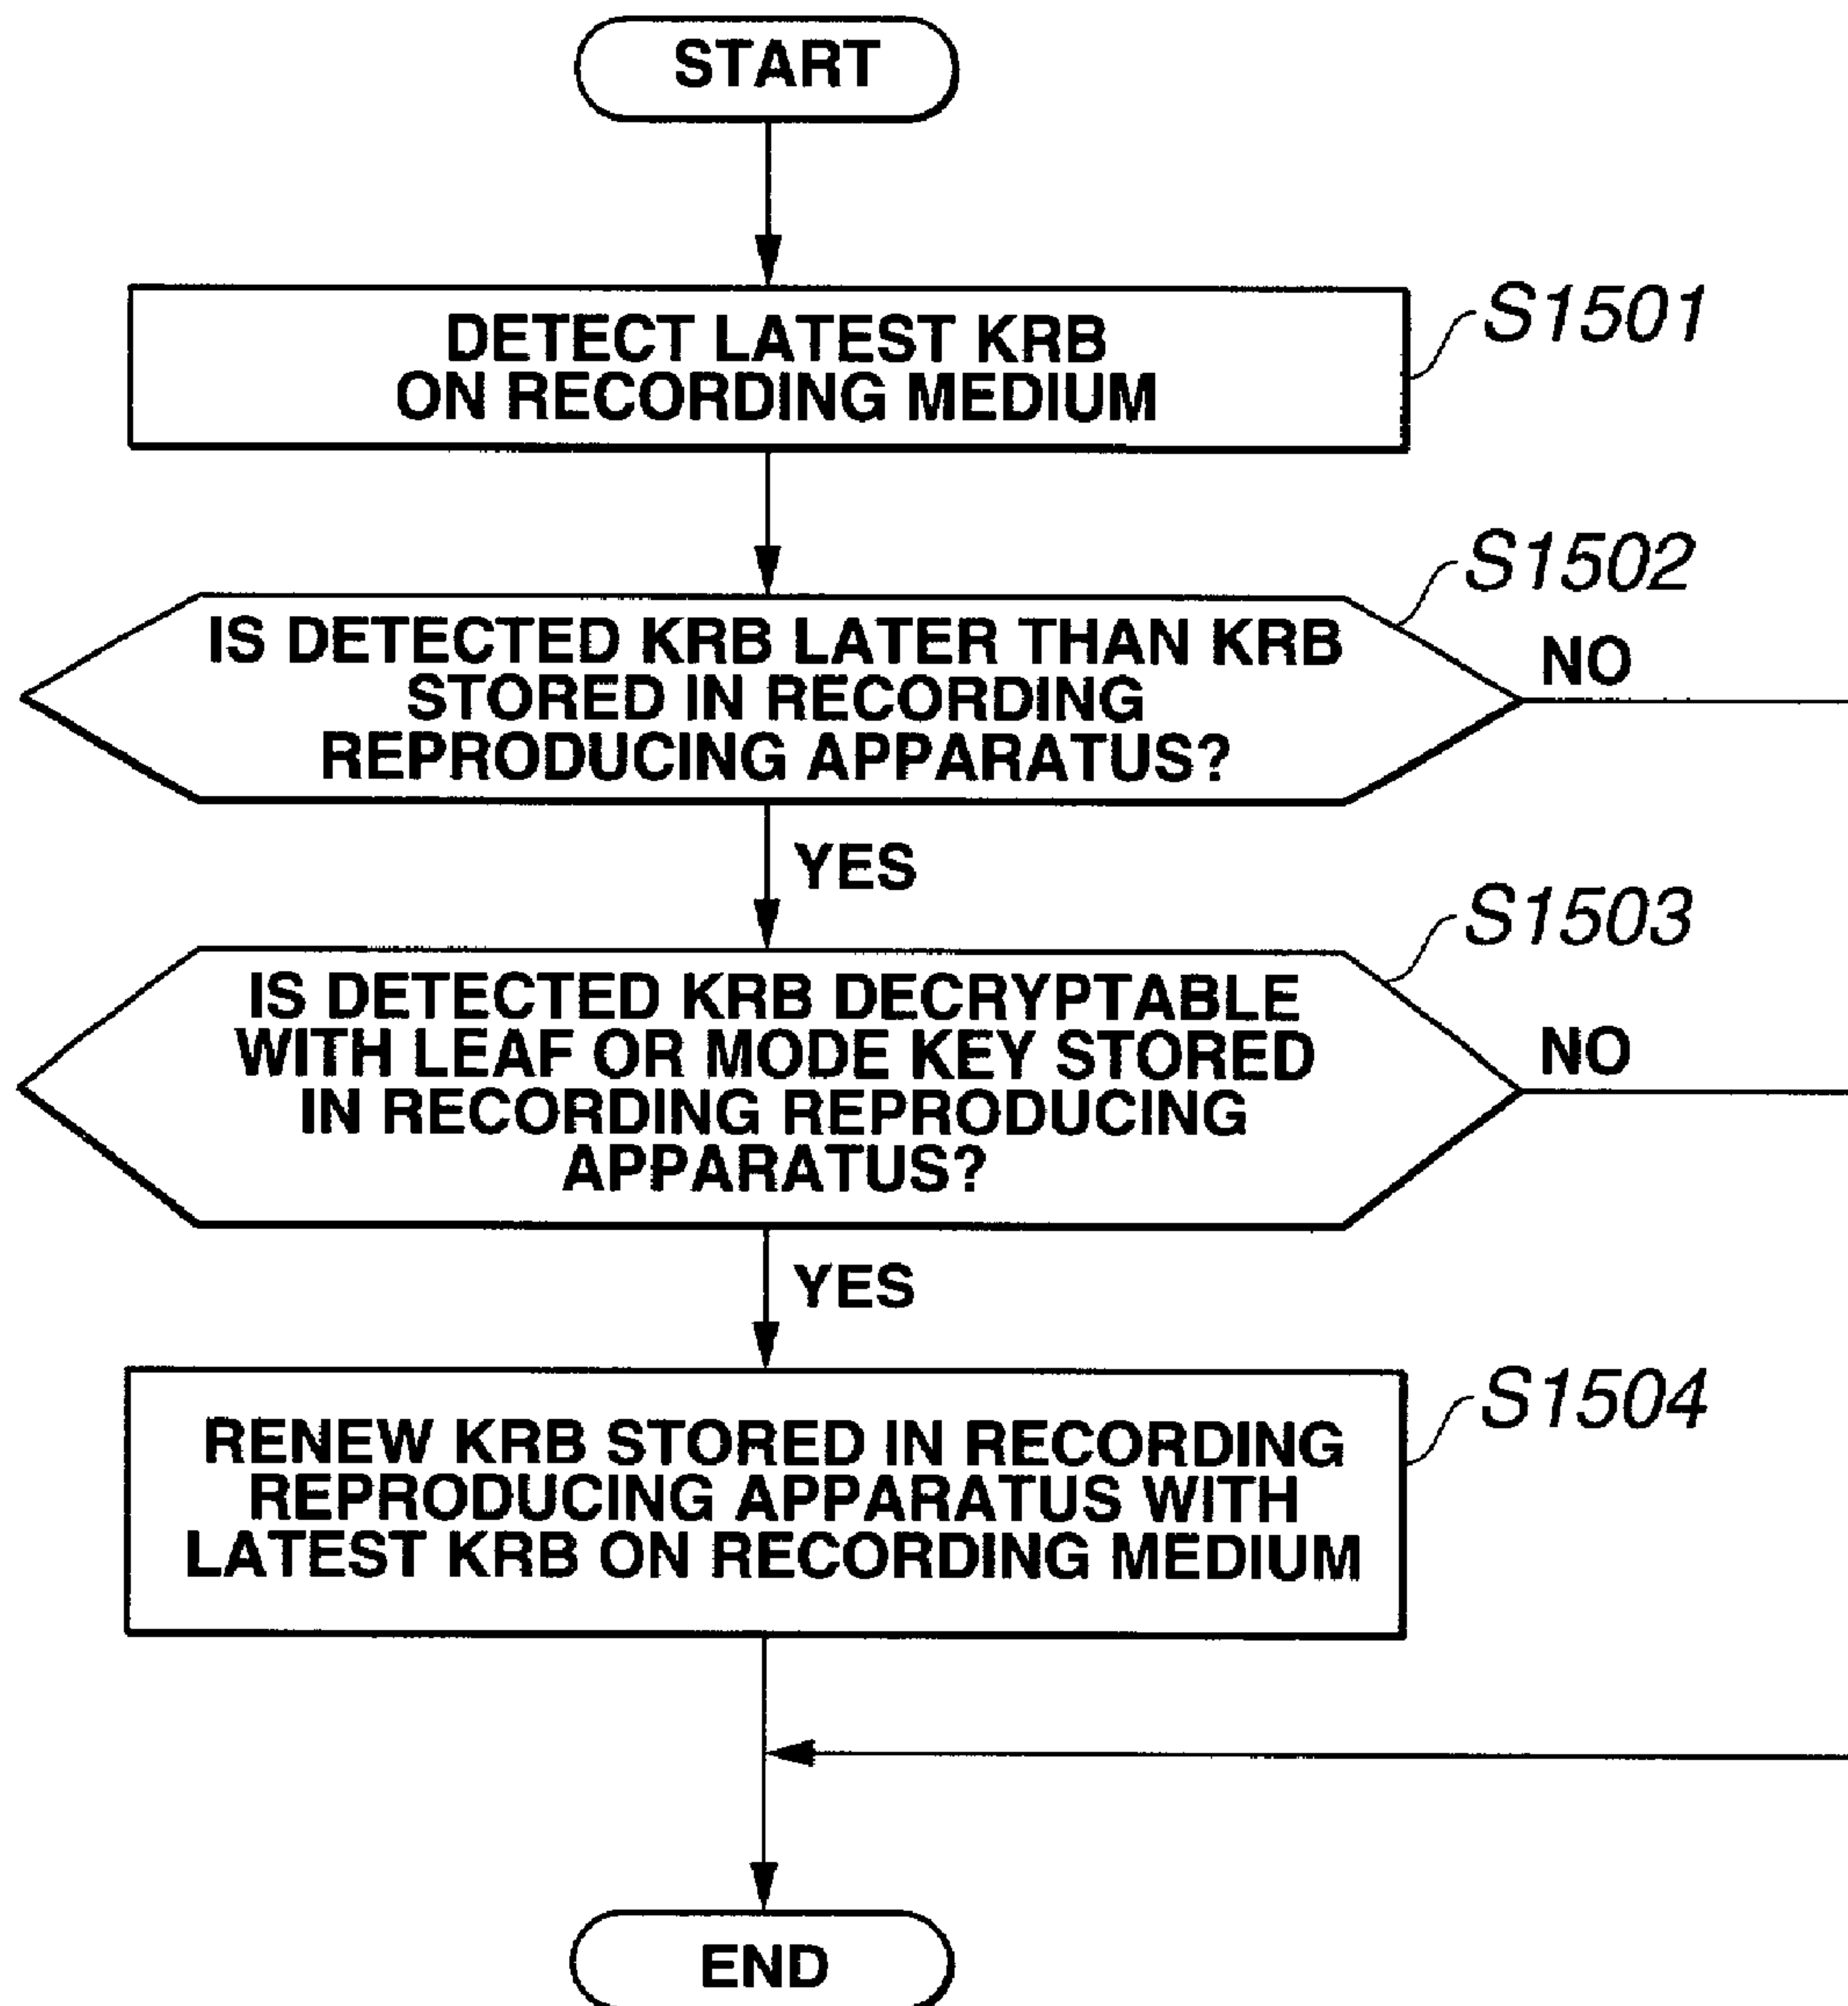 START
DETECT LATEST KRB
ON RECORDING MEDIUM
S1501
IS DETECTED KRB LATER THAN KRB
STORED IN RECORDING
REPRODUCING APPARATUS?
S1502
NO
YES
IS DETECTED KRB DECRYPTABLE
WITH LEAF OR MODE KEY STORED
IN RECORDING REPRODUCING
APPARATUS?
S1503
NO
YES
RENEW KRB STORED IN RECORDING
REPRODUCING APPARATUS WITH
LATEST KRB ON RECORDING MEDIUM
S1504
END